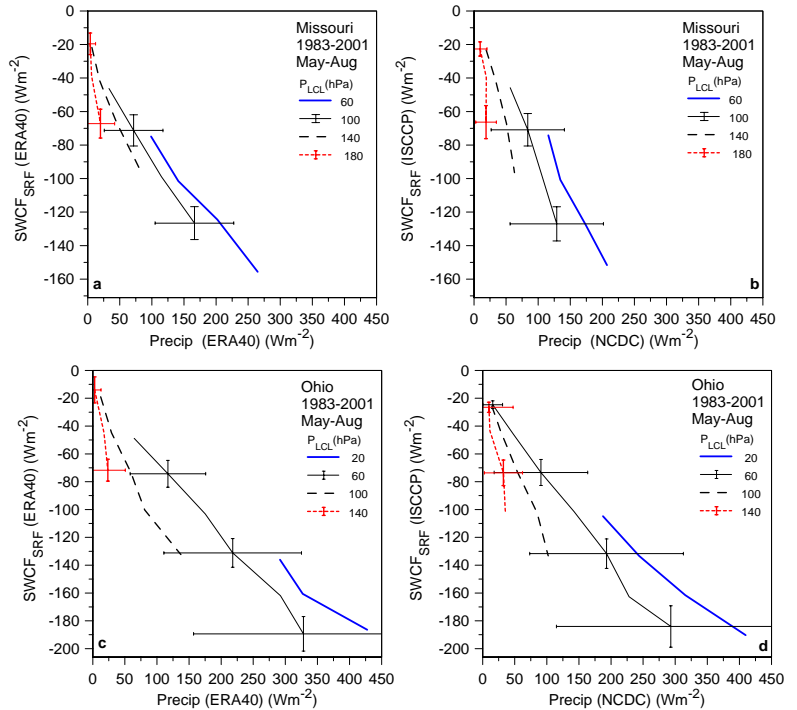 0
-20
-40
-60
-80
-100
-120
-140
-160
SWCF_SRF (ERA40) (Wm-2)
Missouri
1983-2001
May-Aug
P_LCL(hPa)
60
100
140
180
a
0 50 100 150 200 250 300 350 400 450
Precip (ERA40) (Wm-2)
0
-20
-40
-60
-80
-100
-120
-140
-160
SWCF_SRF (ISCCP) (Wm-2)
Missouri
1983-2001
May-Aug
P_LCL(hPa)
60
100
140
180
b
0 50 100 150 200 250 300 350 400 450
Precip (NCDC) (Wm-2)
0
-20
-40
-60
-80
-100
-120
-140
-160
-180
-200
SWCF_SRF (ERA40) (Wm-2)
Ohio
1983-2001
May-Aug
P_LCL(hPa)
20
60
100
140
c
0 50 100 150 200 250 300 350 400 450
Precip (ERA40) (Wm-2)
0
-20
-40
-60
-80
-100
-120
-140
-160
-180
-200
SWCF_SRF (ISCCP) (Wm-2)
Ohio
1983-2001
May-Aug
P_LCL(hPa)
20
60
100
140
d
0 50 100 150 200 250 300 350 400 450
Precip (NCDC) (Wm-2)